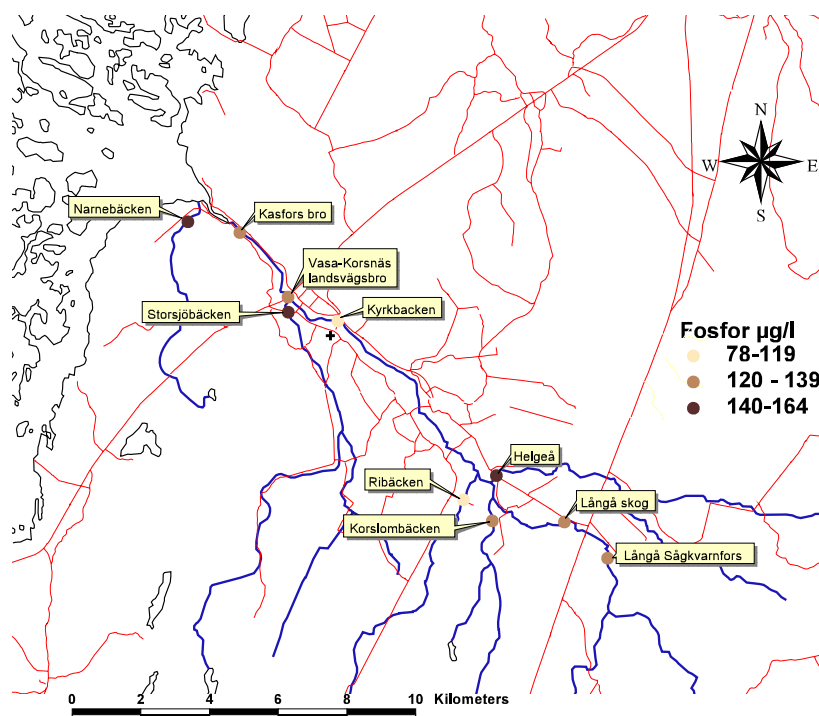 N
W
E
S
Narnebäcken
Kasfors bro
Vasa-Korsnäs
landsvägsbro
Storsjöbäcken
Kyrkbacken
Fosfor µg/l
78-119
120 - 139
140-164
Helgeå
Ribäcken
Långå skog
Korslombäcken
Långå Sågkvarnfors
0 2 4 6 8 10 Kilometers